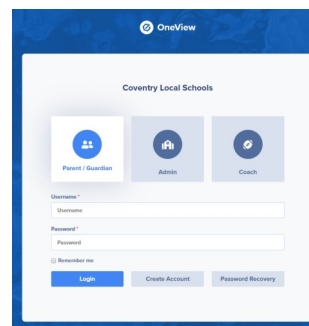 OneView
Coventry Local Schools
Parent / Guardian
Admin
Coach
Username *
Username
Password *
Password
Remember me
Login
Create Account
Password Recovery